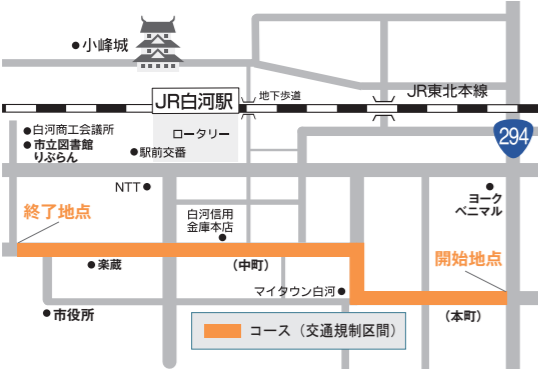 小峰城
JR白河駅
地下歩道
JR東北本線
白河商工会議所
市立図書館
りぶらん
ロータリー
駅前交番
294
NTT
ヨーク
ベニマル
終了地点
白河信用
金庫本店
開始地点
楽蔵
(中町)
マイタウン白河
市役所
(本町)
コース（交通規制区間）